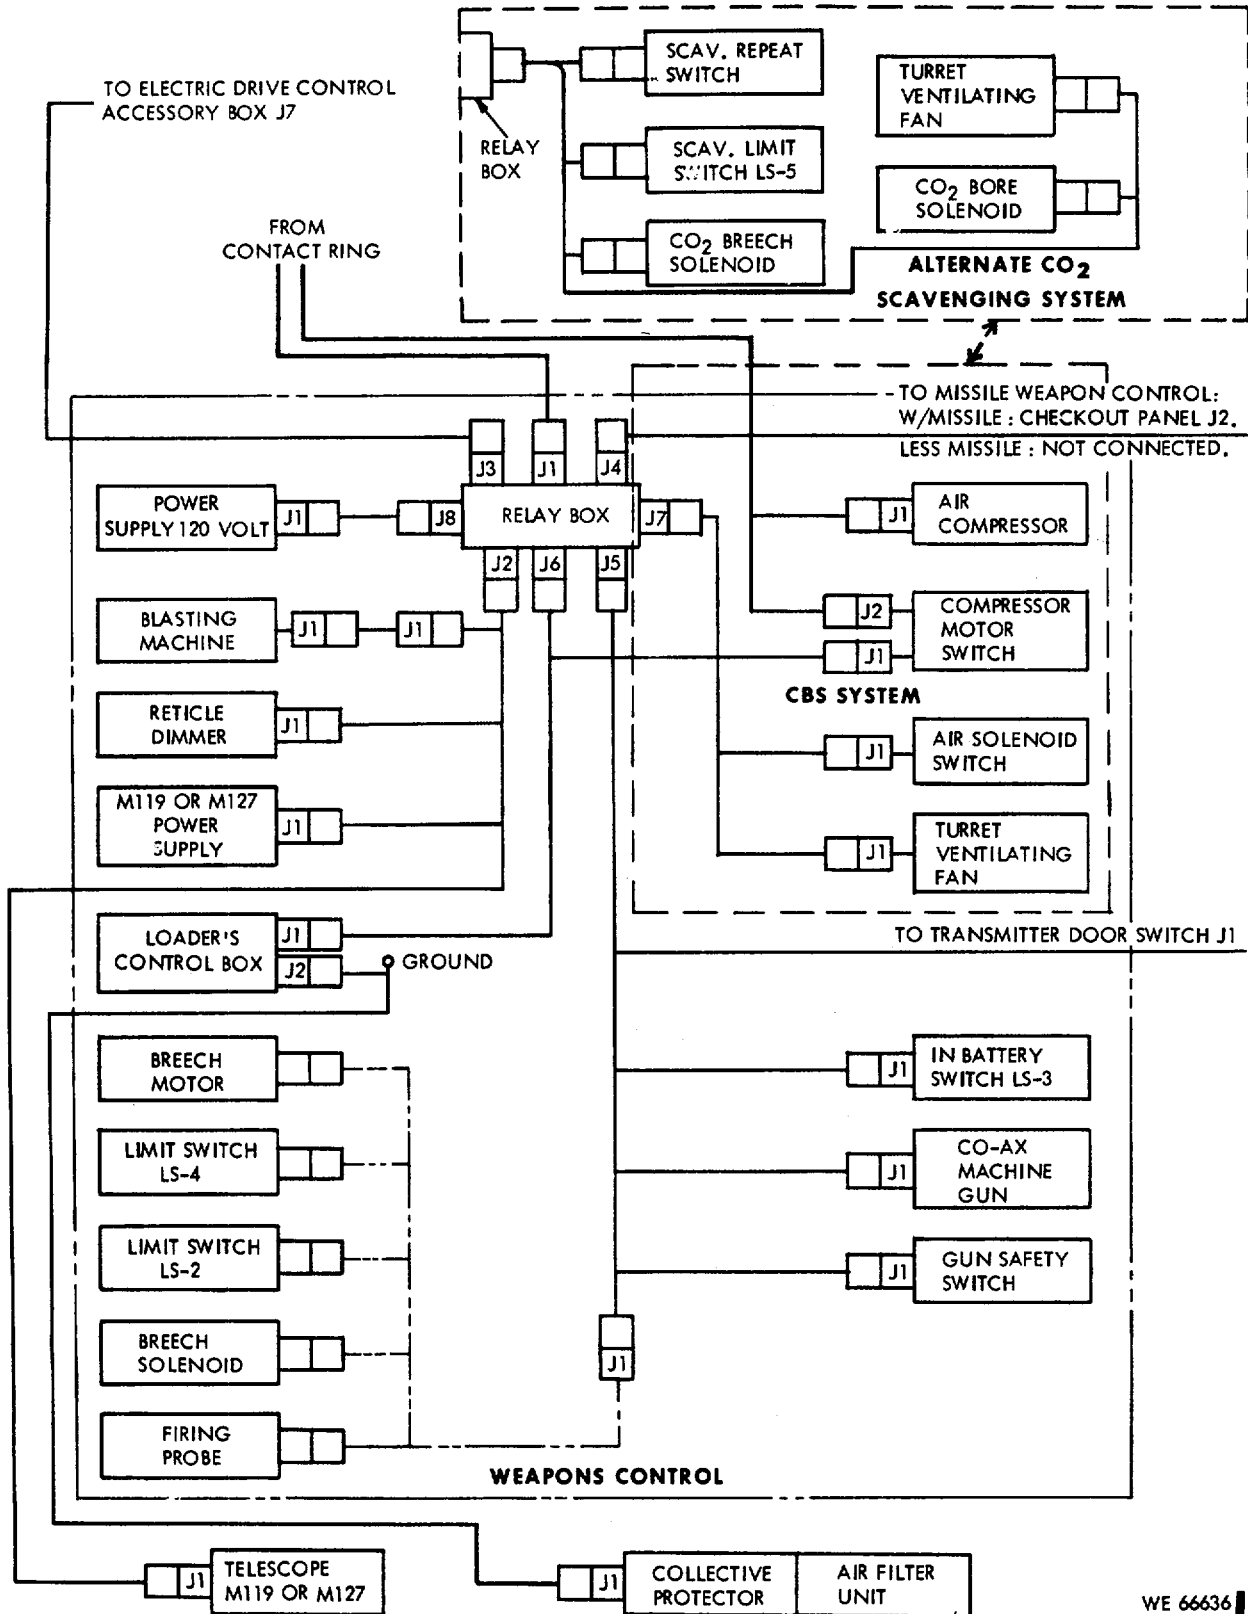 TO ELECTRIC DRIVE CONTROL
ACCESSORY BOX J7
RELAY
BOX
SCAV. REPEAT
SWITCH
SCAV. LIMIT
SWITCH LS-5
CO2 BREECH
SOLENOID
TURRET
VENTILATING
FAN
CO2 BORE
SOLENOID
ALTERNATE CO2
SCAVENGING SYSTEM
FROM
CONTACT RING
TO MISSILE WEAPON CONTROL:
W/MISSILE: CHECKOUT PANEL J2.
LESS MISSILE: NOT CONNECTED.
J3
J1
J4
POWER
SUPPLY 120 VOLT
J1
J8
RELAY BOX
J7
J2
J6
J5
J1
AIR
COMPRESSOR
BLASTING
MACHINE
J1
J1
J2
J1
COMPRESSOR
MOTOR
SWITCH
CBS SYSTEM
RETICLE
DIMMER
J1
J1
AIR SOLENOID
SWITCH
M119 OR M127
POWER
SUPPLY
J1
J1
TURRET
VENTILATING
FAN
LOADER'S
CONTROL BOX
J1
J2
GROUND
TO TRANSMITTER DOOR SWITCH J1
BREECH
MOTOR
J1
IN BATTERY
SWITCH LS-3
LIMIT SWITCH
LS-4
J1
CO-AX
MACHINE
GUN
LIMIT SWITCH
LS-2
J1
GUN SAFETY
SWITCH
BREECH
SOLENOID
J1
FIRING
PROBE
WEAPONS CONTROL
J1
TELESCOPE
M119 OR M127
J1
COLLECTIVE
PROTECTOR
AIR FILTER
UNIT
WE 66636